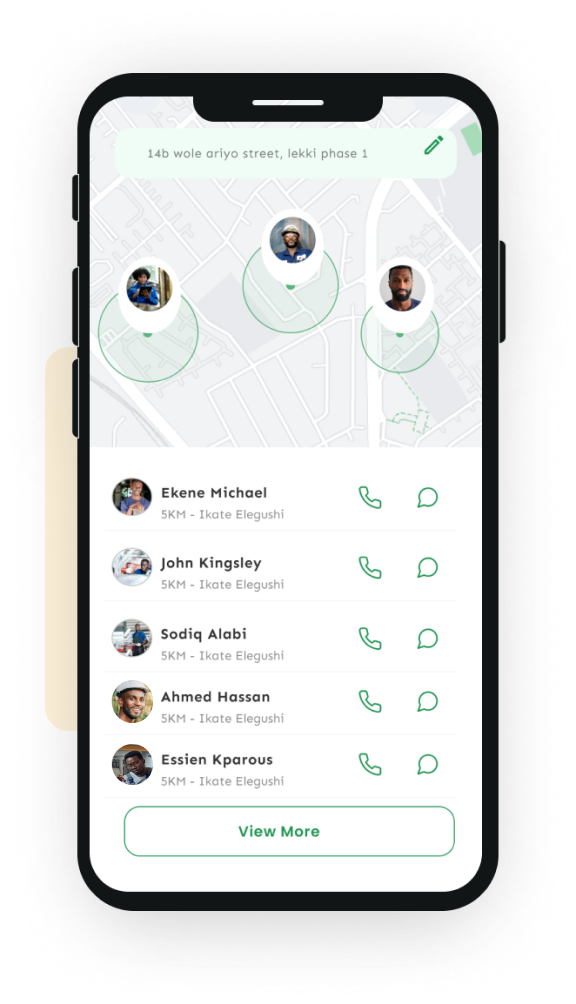 14b wole ariyo street, lekki phase 1
Ekene Michael
5KM - Ikate Elegushi
John Kingsley
5KM - Ikate Elegushi
Sodiq Alabi
5KM - Ikate Elegushi
Ahmed Hassan
5KM - Ikate Elegushi
Essien Kparous
5KM - Ikate Elegushi
View More